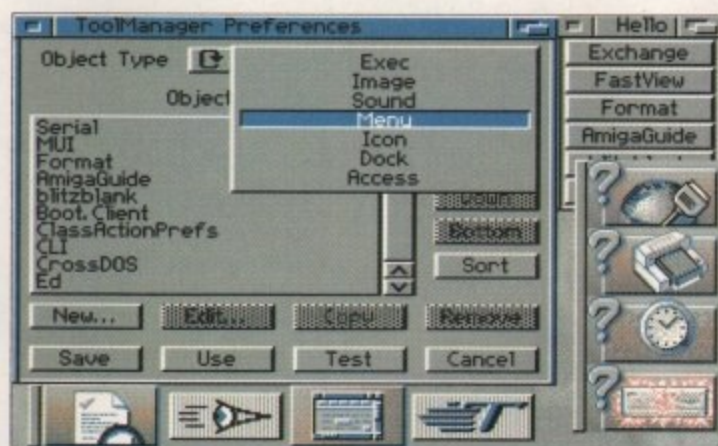 ToolManager Preferences
Object Type
Exec
Image
Sound
Menu
Icon
Dock
Access
Object
Serial
MUI
Format
AmigaGuide
blitzblank
Boot.Client
ClassActionPrefs
CLI
CrossDOS
Ed
Down
Bottom
Sort
New...
Edit...
Copy
Remove
Save
Use
Test
Cancel
Hello
Exchange
FastView
Format
AmigaGuide